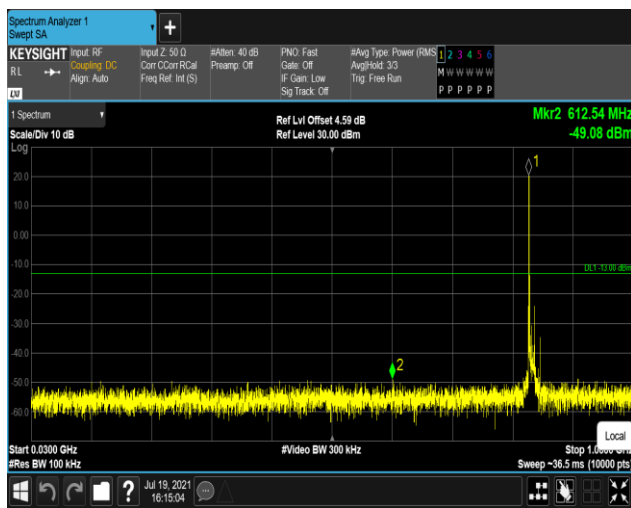 Spectrum Analyzer 1
Swept SA
KEYSIGHT
RL
LXI
Input: RF
Coupling: DC
Align: Auto
Input Z: 50 Ω
Corr CCorr RCal
Freq Ref: Int (S)
#Atten: 40 dB
Preamp: Off
PNO: Fast
Gate: Off
IF Gain: Low
Sig Track: Off
#Avg Type: Power (RMS
Avg|Hold: 3/3
Trig: Free Run
1 2 3 4 5 6
M W W W W W
P P P P P P
1 Spectrum
Scale/Div 10 dB
Log
Ref Lvl Offset 4.59 dB
Ref Level 30.00 dBm
Mkr2 612.54 MHz
-49.08 dBm
1
20.0
10.0
0.00
-10.0
DL1 -13.00 dBm
-20.0
-30.0
-40.0
2
-50.0
-60.0
Local
Start 0.0300 GHz
#Res BW 100 kHz
#Video BW 300 kHz
Stop
Sweep ~36.5 ms (10000 pts)
?
Jul 19, 2021
16:15:04